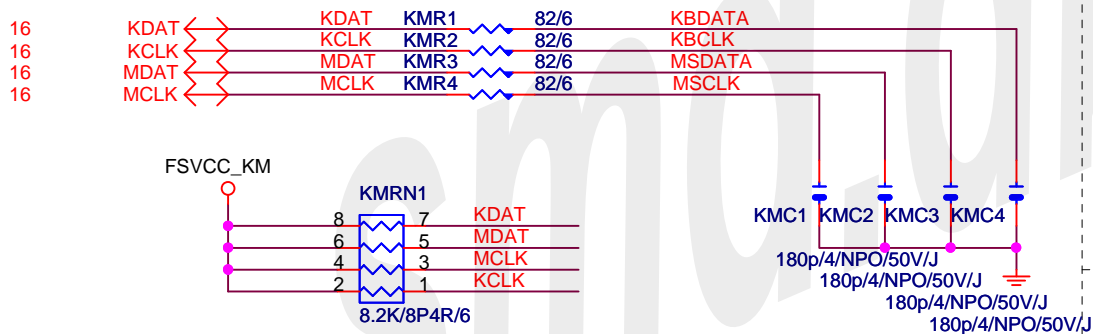 16 KDAT KDAT KMR1 82/6 KBDATA
16 KCLK KCLK KMR2 82/6 KBCLK
16 MDAT MDAT KMR3 82/6 MSDATA
16 MCLK MCLK KMR4 82/6 MSCLK
FSVCC_KM
KMRN1
8 7 KDAT
6 5 MDAT
4 3 MCLK
2 1 KCLK
8.2K/8P4R/6
KMC1 KMC2 KMC3 KMC4
180p/4/NPO/50V/J
180p/4/NPO/50V/J
180p/4/NPO/50V/J
180p/4/NPO/50V/J